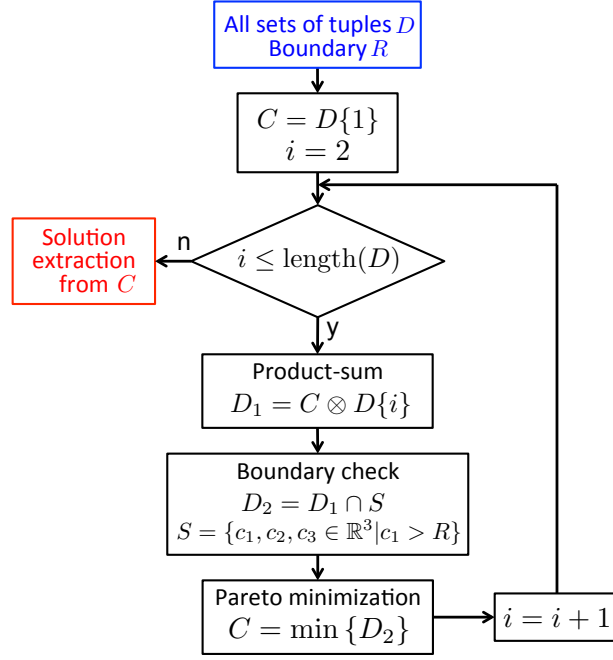 All sets of tuples D
Boundary R
C = D{1}
i = 2
i ≤ length(D)
n
Solution
extraction
from C
y
Product-sum
D₁ = C ⊗ D{i}
Boundary check
D₂ = D₁ ∩ S
S = {c₁, c₂, c₃ ∈ ℝ³|c₁ > R}
Pareto minimization
C = min {D₂}
i = i + 1